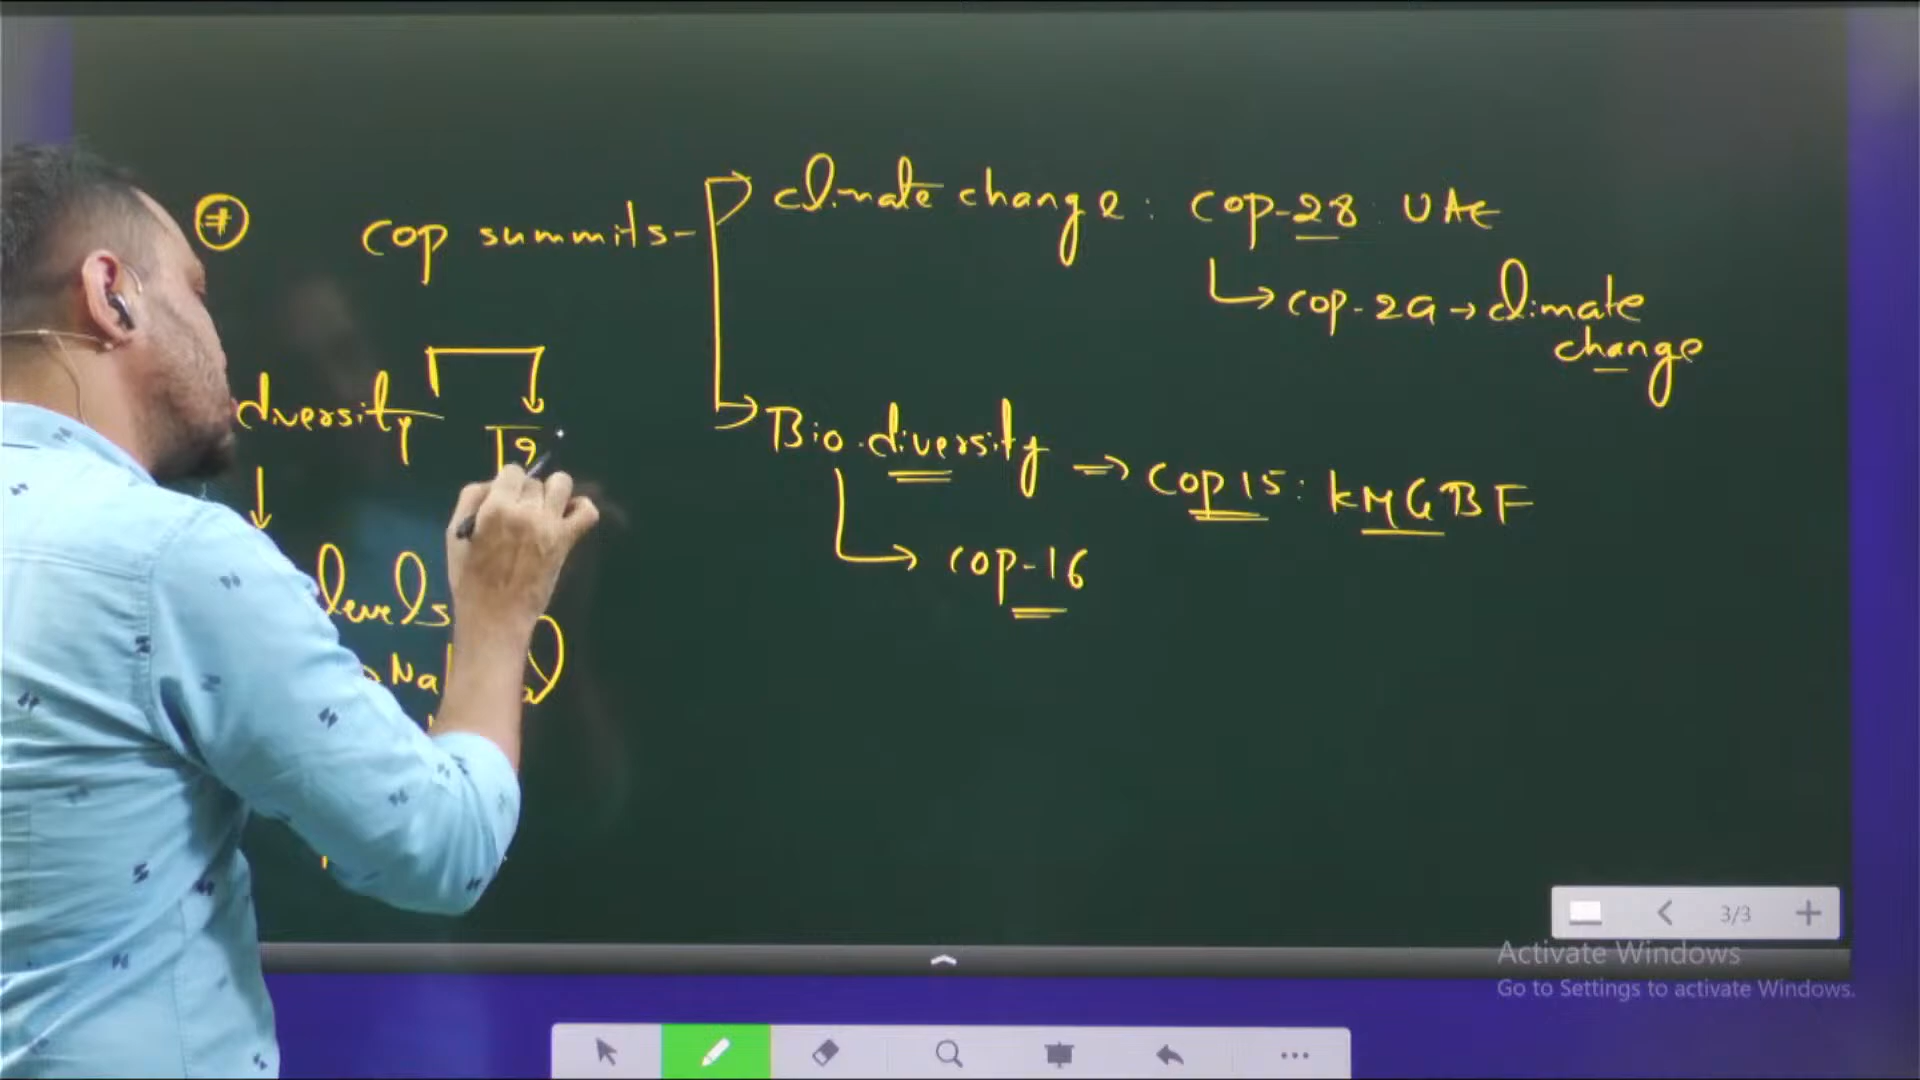 # COP summits-
Climate change: COP-28: UAE
COP-29 → Climate
change
diversity
Bio-diversity ⇒ COP 15: KMGBF
COP-16
levels
3/3
Activate Windows
Go to Settings to activate Windows.